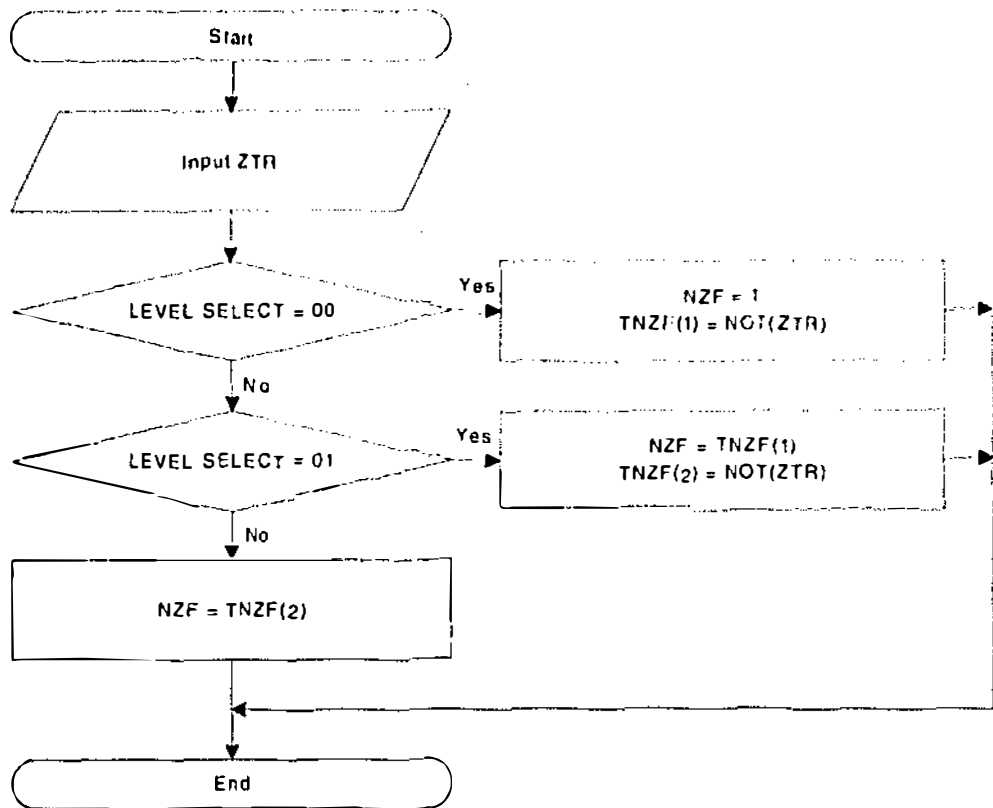 Start
Input ZTR
LEVEL SELECT = 00
Yes
NZF = 1
TNZF(1) = NOT(ZTR)
No
LEVEL SELECT = 01
Yes
NZF = TNZF(1)
TNZF(2) = NOT(ZTR)
No
NZF = TNZF(2)
End